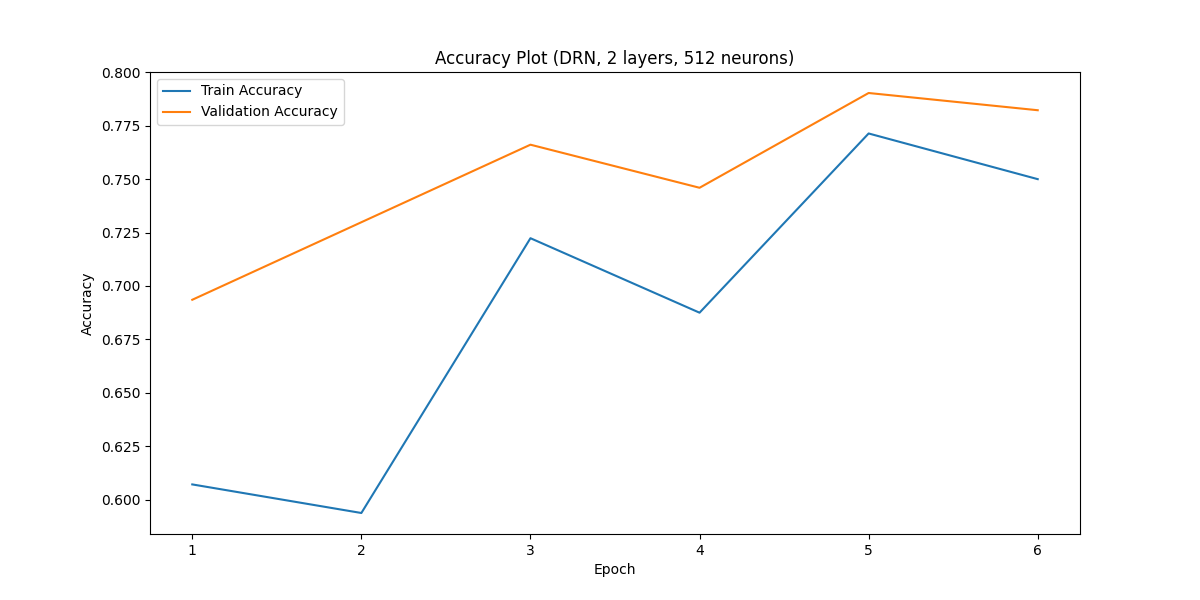 Accuracy Plot (DRN, 2 layers, 512 neurons)
Train Accuracy
Validation Accuracy
0.800
0.775
0.750
0.725
0.700
0.675
0.650
0.625
0.600
Accuracy
1 2 3 4 5 6
Epoch